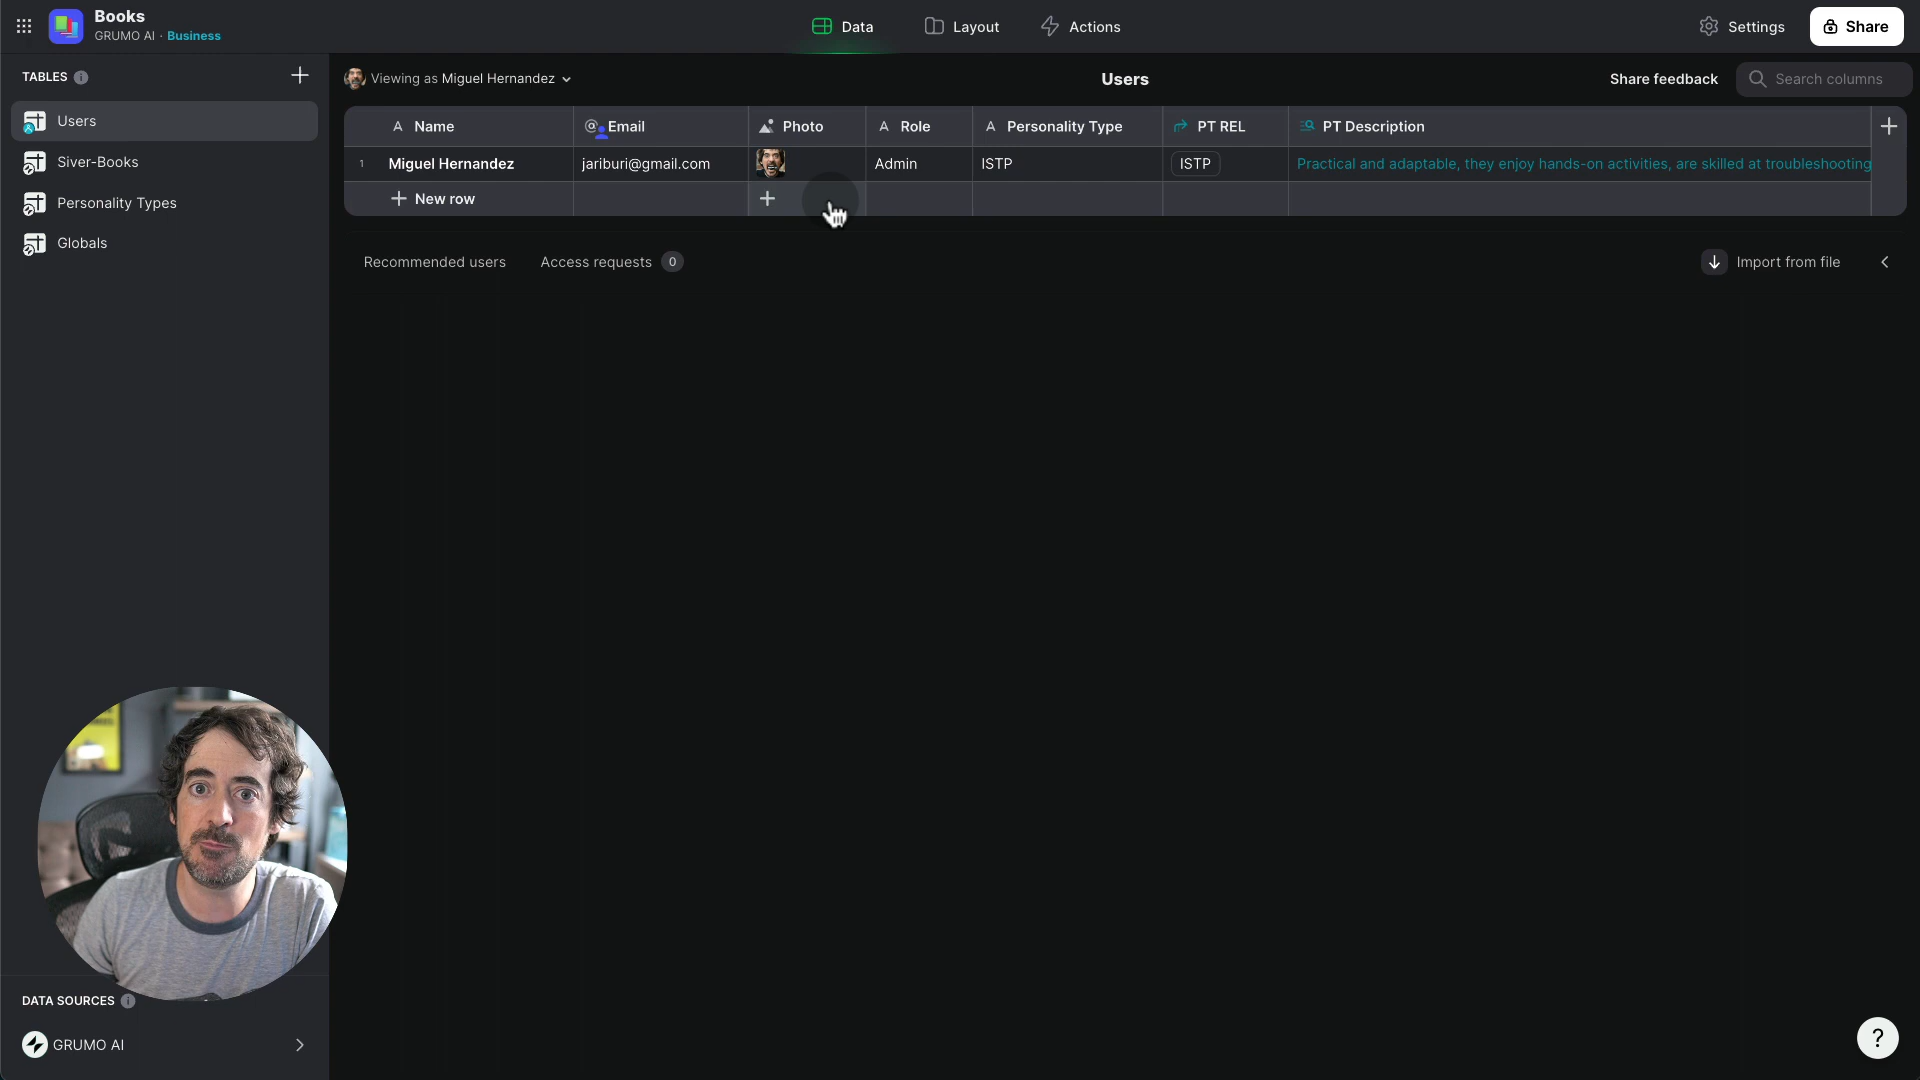 Books
GRUMO AI · Business
Data
Layout
Actions
Settings
Share
TABLES
Users
Siver-Books
Personality Types
Globals
Viewing as Miguel Hernandez
Users
Share feedback
Search columns
Name
Email
Photo
Role
Personality Type
PT REL
PT Description
1
Miguel Hernandez
jariburi@gmail.com
Admin
ISTP
ISTP
Practical and adaptable, they enjoy hands-on activities, are skilled at troubleshooting
New row
Recommended users
Access requests 0
Import from file
DATA SOURCES
GRUMO AI
?